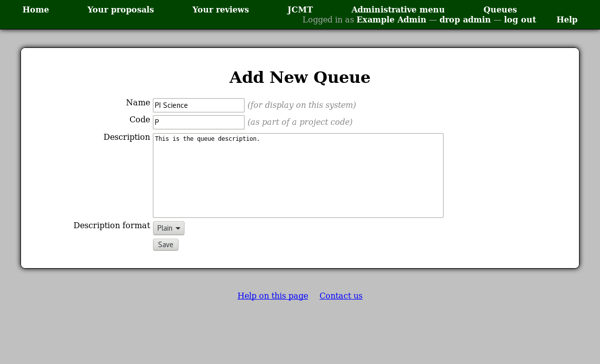 Home Your proposals Your reviews JCMT Administrative menu Queues
Logged in as Example Admin — drop admin — log out Help
Add New Queue
Name PI Science (for display on this system)
Code P (as part of a project code)
Description This is the queue description.
Description format Plain
Save
Help on this page Contact us